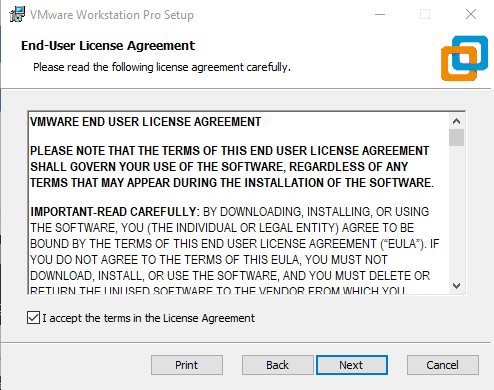 VMware Workstation Pro Setup
End-User License Agreement
Please read the following license agreement carefully.
VMWARE END USER LICENSE AGREEMENT
PLEASE NOTE THAT THE TERMS OF THIS END USER LICENSE AGREEMENT
SHALL GOVERN YOUR USE OF THE SOFTWARE, REGARDLESS OF ANY
TERMS THAT MAY APPEAR DURING THE INSTALLATION OF THE SOFTWARE.
IMPORTANT-READ CAREFULLY: BY DOWNLOADING, INSTALLING, OR USING
THE SOFTWARE, YOU (THE INDIVIDUAL OR LEGAL ENTITY) AGREE TO BE
BOUND BY THE TERMS OF THIS END USER LICENSE AGREEMENT (“EULA”). IF
YOU DO NOT AGREE TO THE TERMS OF THIS EULA, YOU MUST NOT
DOWNLOAD, INSTALL, OR USE THE SOFTWARE, AND YOU MUST DELETE OR
RETURN THE UNUSED SOFTWARE TO THE VENDOR FROM WHICH YOU
I accept the terms in the License Agreement
Print Back Next Cancel